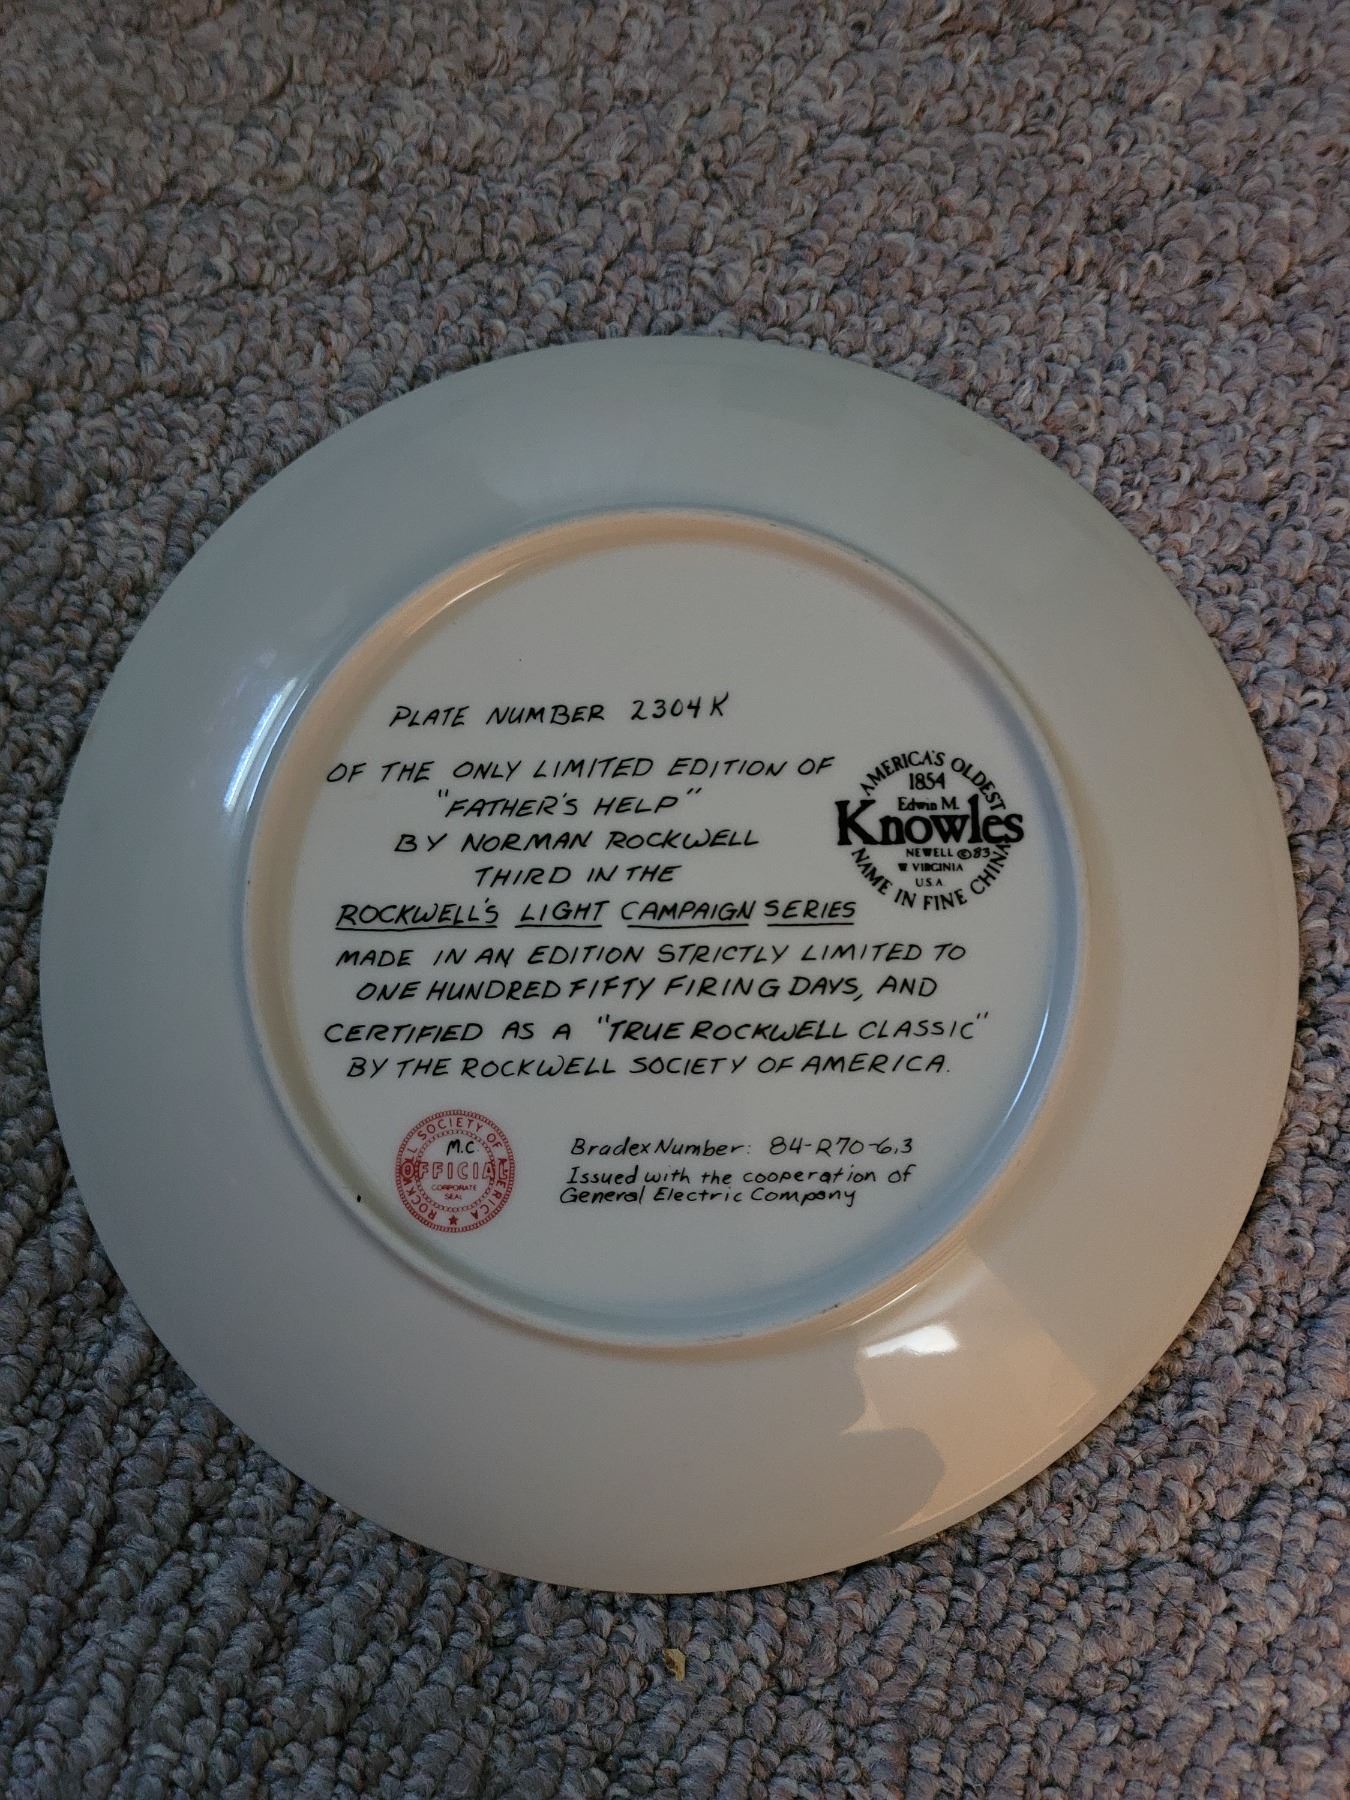 PLATE NUMBER 2304K
OF THE ONLY LIMITED EDITION OF
"FATHER'S HELP"
BY NORMAN ROCKWELL
THIRD IN THE
ROCKWELL'S LIGHT CAMPAIGN SERIES
MADE IN AN EDITION STRICTLY LIMITED TO
ONE HUNDRED FIFTY FIRING DAYS, AND
CERTIFIED AS A "TRUE ROCKWELL CLASSIC"
BY THE ROCKWELL SOCIETY OF AMERICA.
AMERICA'S OLDEST
1854
Edwin M.
Knowles
NEWELL ©83
W. VIRGINIA
U.S.A.
NAME IN FINE CHINA
ROCKWELL SOCIETY OF AMERICA
M.C.
OFFICIAL
CORPORATE
SEAL
Bradex Number: 84-R70-6.3
Issued with the cooperation of
General Electric Company